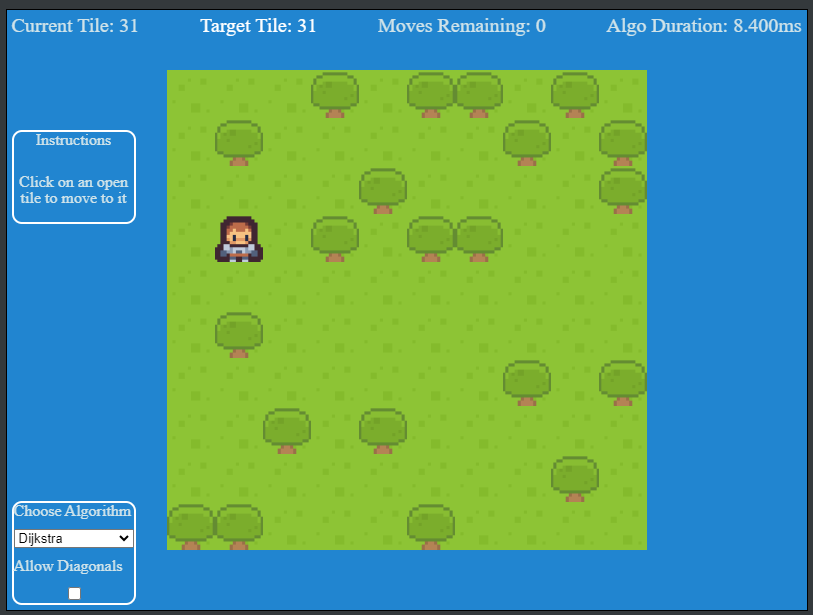 Current Tile: 31 Target Tile: 31 Moves Remaining: 0 Algo Duration: 8.400ms
Instructions
Click on an open
tile to move to it
Choose Algorithm
Dijkstra
Allow Diagonals